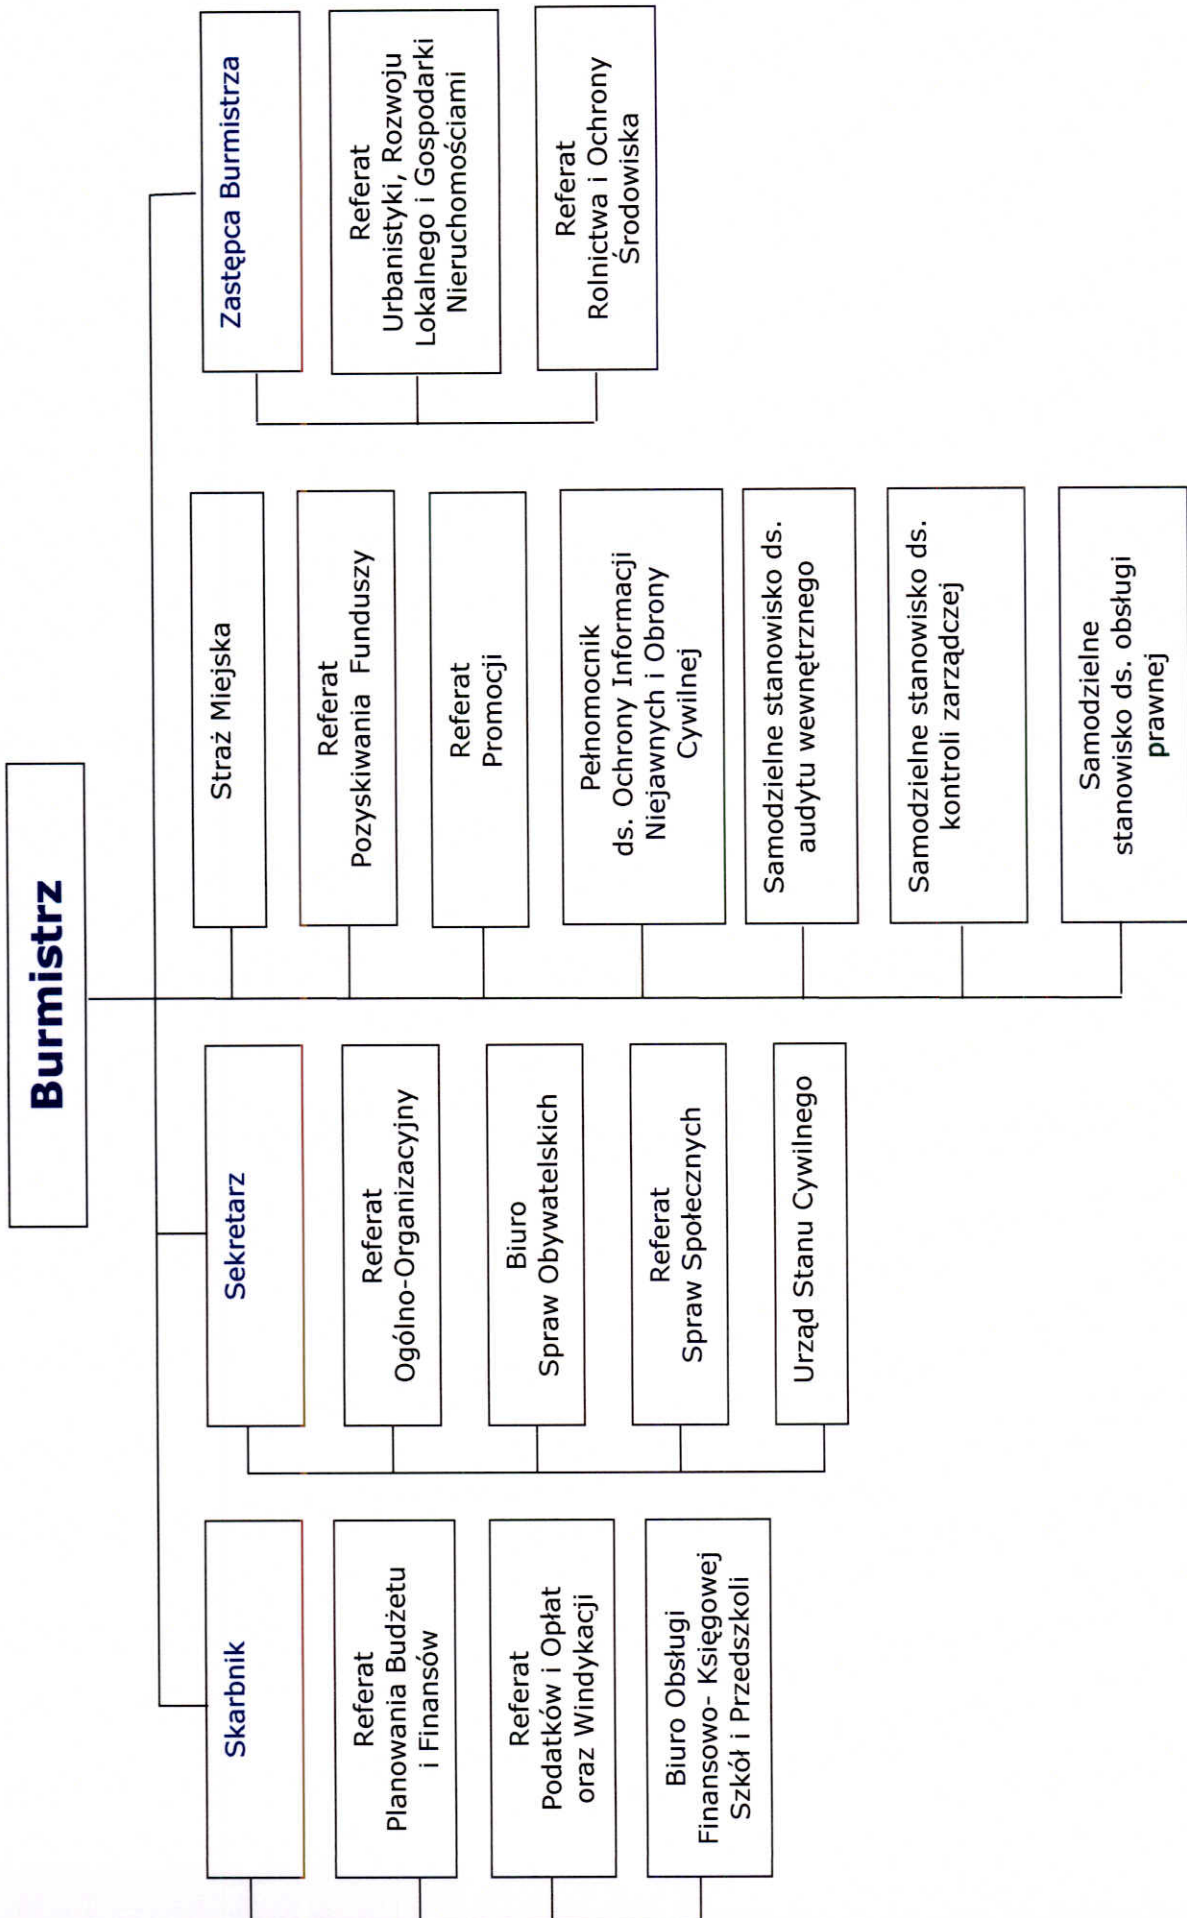 Burmistrz
Skarbnik
Referat
Planowania Budżetu
i Finansów
Referat
Podatków i Opłat
oraz Windykacji
Biuro Obsługi
Finansowo- Księgowej
Szkół i Przedszkoli
Sekretarz
Referat
Ogólno-Organizacyjny
Biuro
Spraw Obywatelskich
Referat
Spraw Społecznych
Urząd Stanu Cywilnego
Straż Miejska
Referat
Pozyskiwania Funduszy
Referat
Promocji
Pełnomocnik
ds. Ochrony Informacji
Niejawnych i Obrony
Cywilnej
Samodzielne stanowisko ds.
audytu wewnętrznego
Samodzielne stanowisko ds.
kontroli zarządczej
Samodzielne
stanowisko ds. obsługi
prawnej
Zastępca Burmistrza
Referat
Urbanistyki, Rozwoju
Lokalnego i Gospodarki
Nieruchomościami
Referat
Rolnictwa i Ochrony
Środowiska